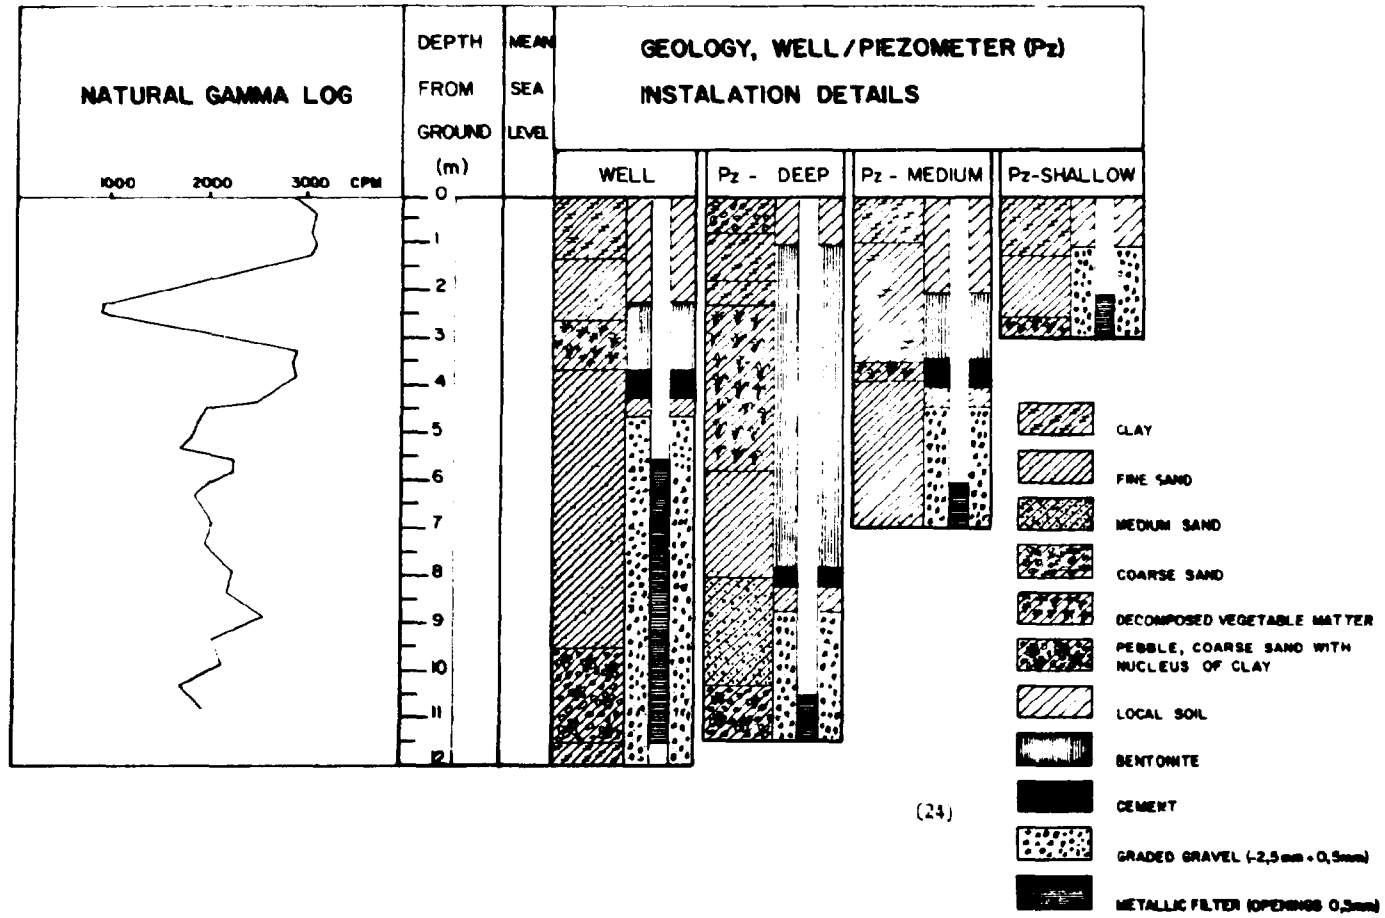 NATURAL GAMMA LOG
1000 2000 3000 CPM
DEPTH
FROM
GROUND
(m)
MEAN
SEA
LEVEL
GEOLOGY, WELL/PIEZOMETER (Pz)
INSTALATION DETAILS
WELL
Pz - DEEP
Pz - MEDIUM
Pz-SHALLOW
0
1
2
3
4
5
6
7
8
9
10
11
12
CLAY
FINE SAND
MEDIUM SAND
COARSE SAND
DECOMPOSED VEGETABLE MATTER
PEBBLE, COARSE SAND WITH
NUCLEUS OF CLAY
LOCAL SOIL
BENTONITE
CEMENT
GRADED GRAVEL (-2,5mm + 0,5mm)
METALLIC FILTER (OPENINGS 0,5mm)
(24)